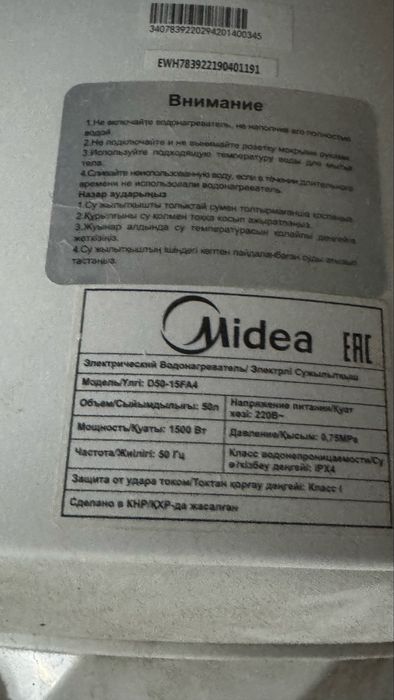 3407839220294201400345
EWH783922190401191
Внимание
1.Не включайте водонагреватель, не наполнив его полностью
водой.
2.Не подключайте и не вынимайте розетку мокрыми руками.
3.Используйте подходящую температуру воды для мытья
тела.
4.Сливайте неиспользованную воду, если в течении длительного
времени не использовали водонагреватель.
Назар аударыңыз
1.Су жылытқышты толықтай сумен толтырмағанша қоспаңыз.
2.Құрылғыны су қолмен токқа қосып ажыратпаңыз.
3.Жуынар алдында су температурасын қолайлы деңгейге
жеткізіңіз.
4.Су жылытқыштың ішіндегі көптен пайдаланбаған суды ағызып
тастаңыз.
Midea EAC
Электрический Водонагреватель/ Электрлі Сужылытқыш
Модель/Үлгі: D50-15FA4
Объем/Сыйымдылығы: 50л
Напряжение питания/Қуат
көзі: 220В~
Мощность/Қуаты: 1500 Вт
Давление/Қысым: 0,75MPa
Частота/Жиілігі: 50 Гц
Класс водонепроницаемости/Су
өткізбеу деңгейі: IPX4
Защита от удара током/Тоқтан қорғау деңгейі: Класс I
Сделано в КНР/ҚХР-да жасалған